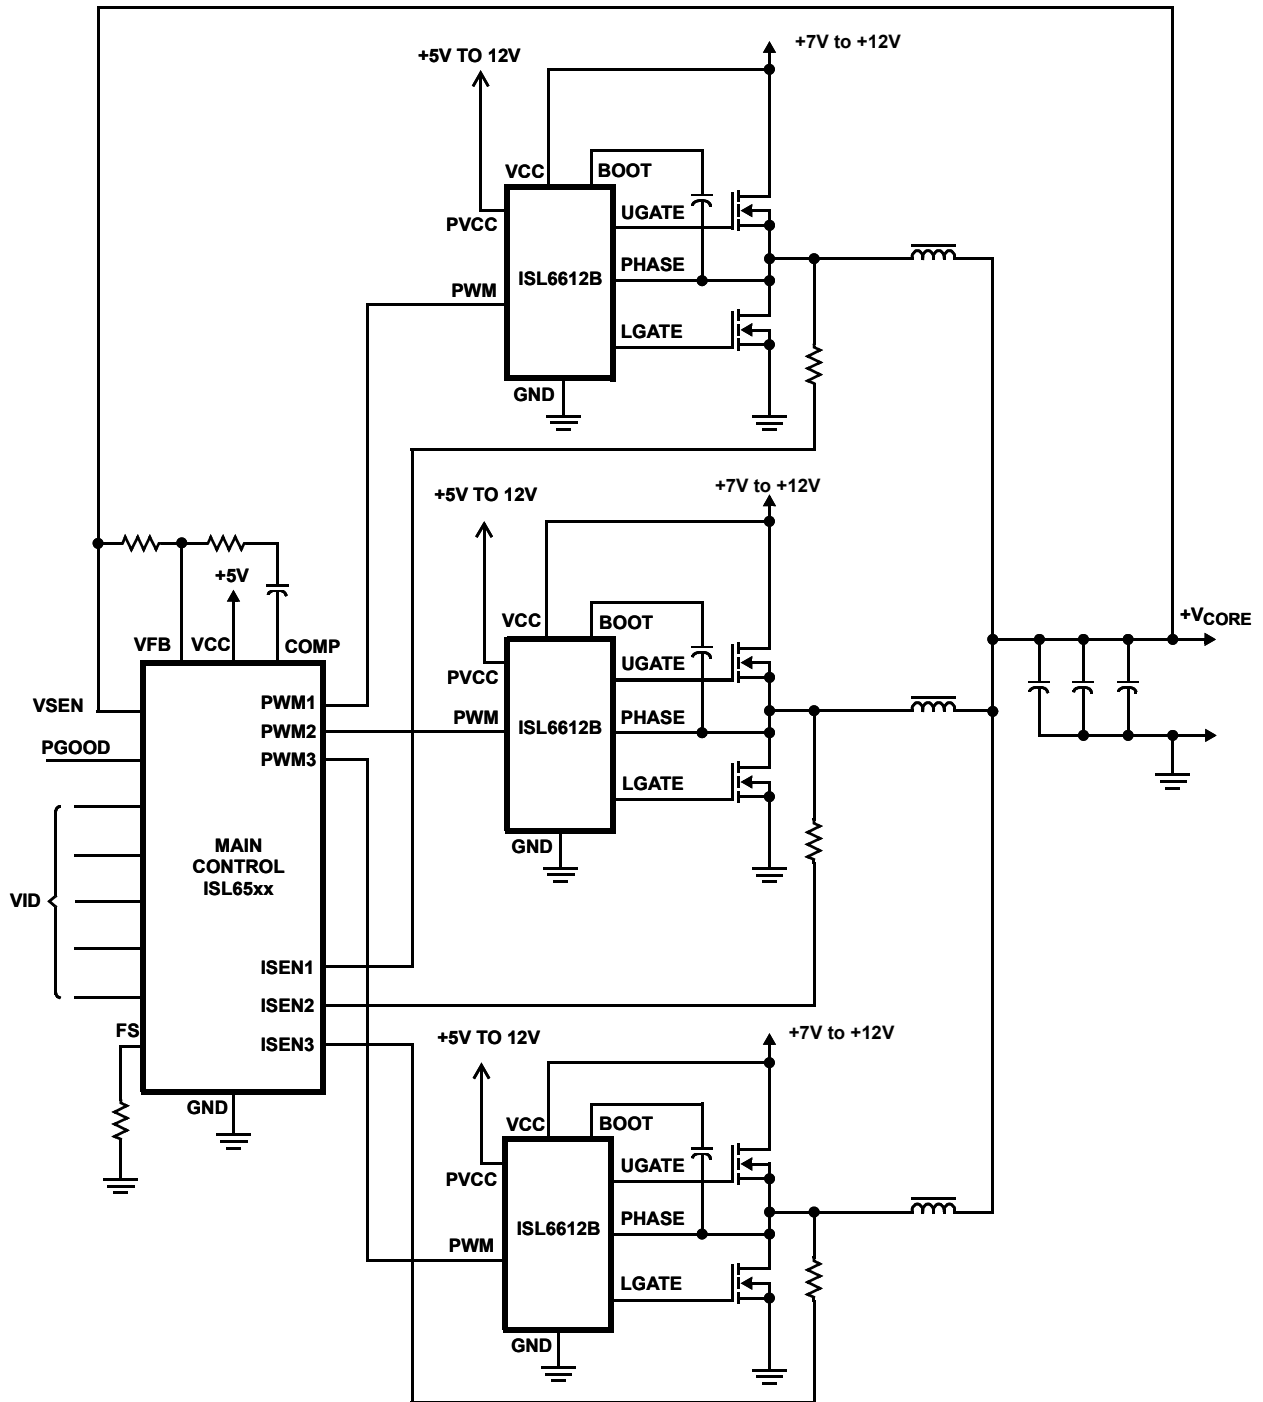 +7V to +12V
+5V TO 12V
VCC
BOOT
UGATE
PVCC
PHASE
ISL6612B
PWM
LGATE
GND
+7V to +12V
+5V TO 12V
+5V
VCC
BOOT
+VCORE
VFB
VCC
COMP
UGATE
PVCC
VSEN
PWM1
PWM
PHASE
ISL6612B
PWM2
PGOOD
PWM3
LGATE
GND
MAIN
CONTROL
ISL65xx
VID
ISEN1
ISEN2
FS
ISEN3
+7V to +12V
+5V TO 12V
GND
VCC
BOOT
UGATE
PVCC
PHASE
ISL6612B
PWM
LGATE
GND